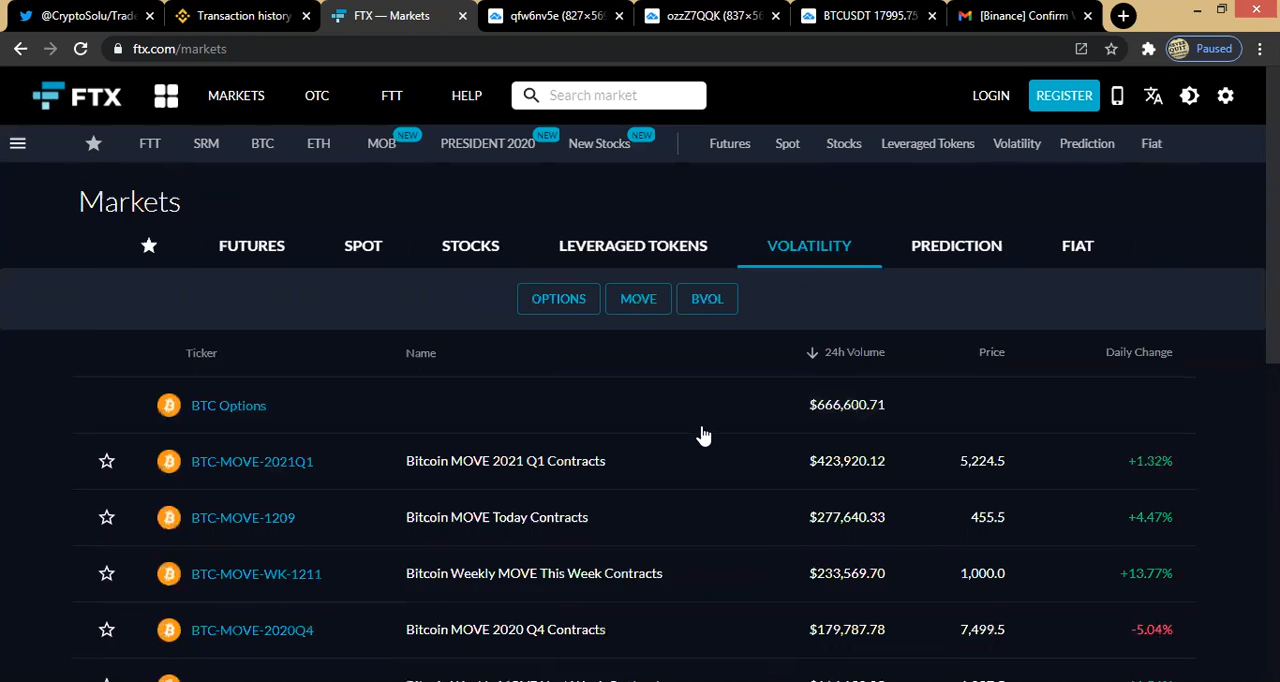 @CryptoSolu/Trade
Transaction history
FTX — Markets
qfw6nv5e (827×569
ozzZ7QQK (837×56
BTCUSDT 17995.75
[Binance] Confirm
ftx.com/markets
Paused
FTX
MARKETS
OTC
FTT
HELP
Search market
LOGIN
REGISTER
FTT
SRM
BTC
ETH
MOB NEW
PRESIDENT 2020 NEW
New Stocks NEW
Futures
Spot
Stocks
Leveraged Tokens
Volatility
Prediction
Fiat
Markets
FUTURES
SPOT
STOCKS
LEVERAGED TOKENS
VOLATILITY
PREDICTION
FIAT
OPTIONS
MOVE
BVOL
Ticker Name 24h Volume Price Daily Change
BTC Options $666,600.71
BTC-MOVE-2021Q1 Bitcoin MOVE 2021 Q1 Contracts $423,920.12 5,224.5 +1.32%
BTC-MOVE-1209 Bitcoin MOVE Today Contracts $277,640.33 455.5 +4.47%
BTC-MOVE-WK-1211 Bitcoin Weekly MOVE This Week Contracts $233,569.70 1,000.0 +13.77%
BTC-MOVE-2020Q4 Bitcoin MOVE 2020 Q4 Contracts $179,787.78 7,499.5 -5.04%